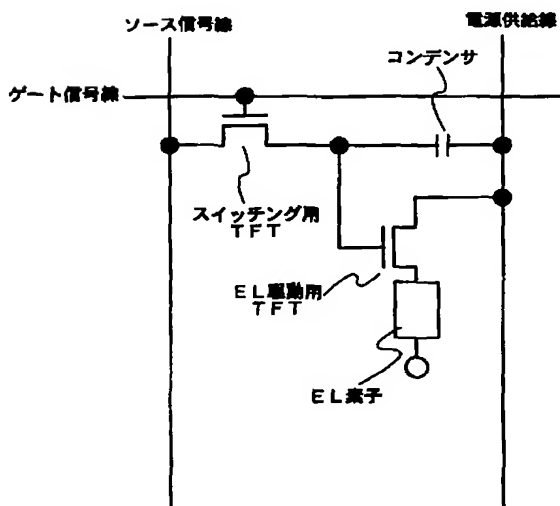 ソース信号線
電源供給線
コンデンサ
ゲート信号線
スイッチング用
TFT
EL駆動用
TFT
EL素子